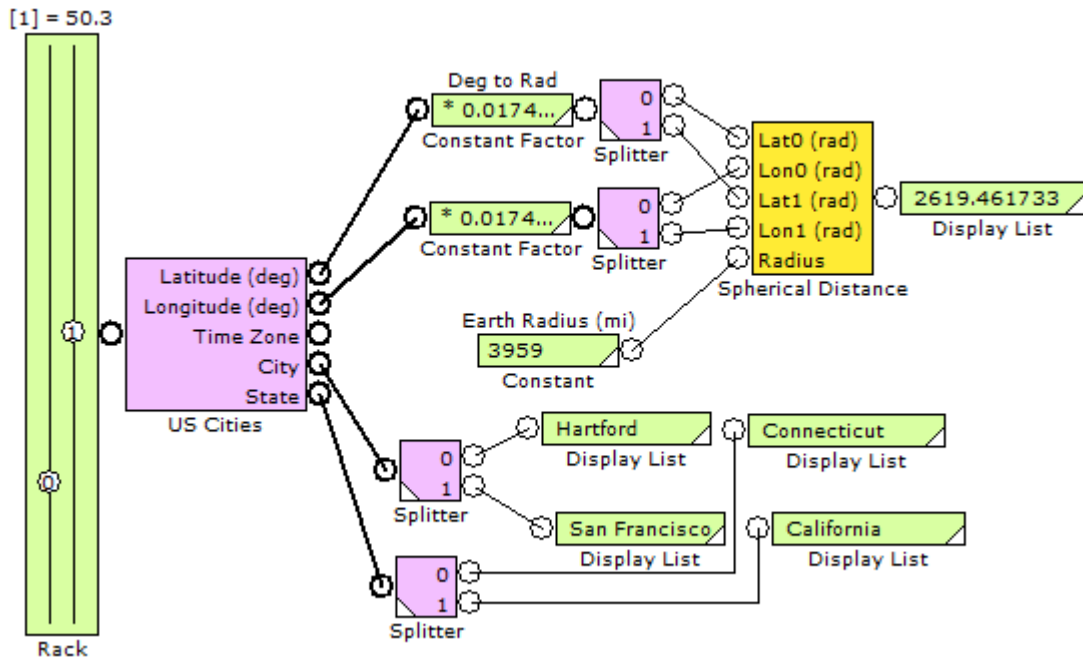 [1] = 50.3
1
0
Rack
Latitude (deg)
Longitude (deg)
Time Zone
City
State
US Cities
Deg to Rad
* 0.0174...
Constant Factor
0
1
Splitter
* 0.0174...
Constant Factor
0
1
Splitter
Lat0 (rad)
Lon0 (rad)
Lat1 (rad)
Lon1 (rad)
Radius
Spherical Distance
2619.461733
Display List
Earth Radius (mi)
3959
Constant
0
1
Splitter
Hartford
Display List
Connecticut
Display List
San Francisco
Display List
California
Display List
0
1
Splitter